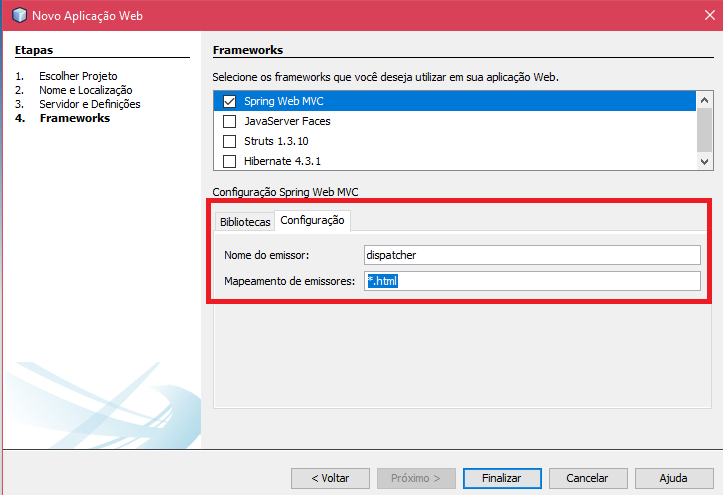 Novo Aplicação Web
Etapas
1. Escolher Projeto
2. Nome e Localização
3. Servidor e Definições
4. Frameworks
Frameworks
Selecione os frameworks que você deseja utilizar em sua aplicação Web.
Spring Web MVC
JavaServer Faces
Struts 1.3.10
Hibernate 4.3.1
Configuração Spring Web MVC
Bibliotecas Configuração
Nome do emissor: dispatcher
Mapeamento de emissores: *.html
< Voltar Próximo > Finalizar Cancelar Ajuda